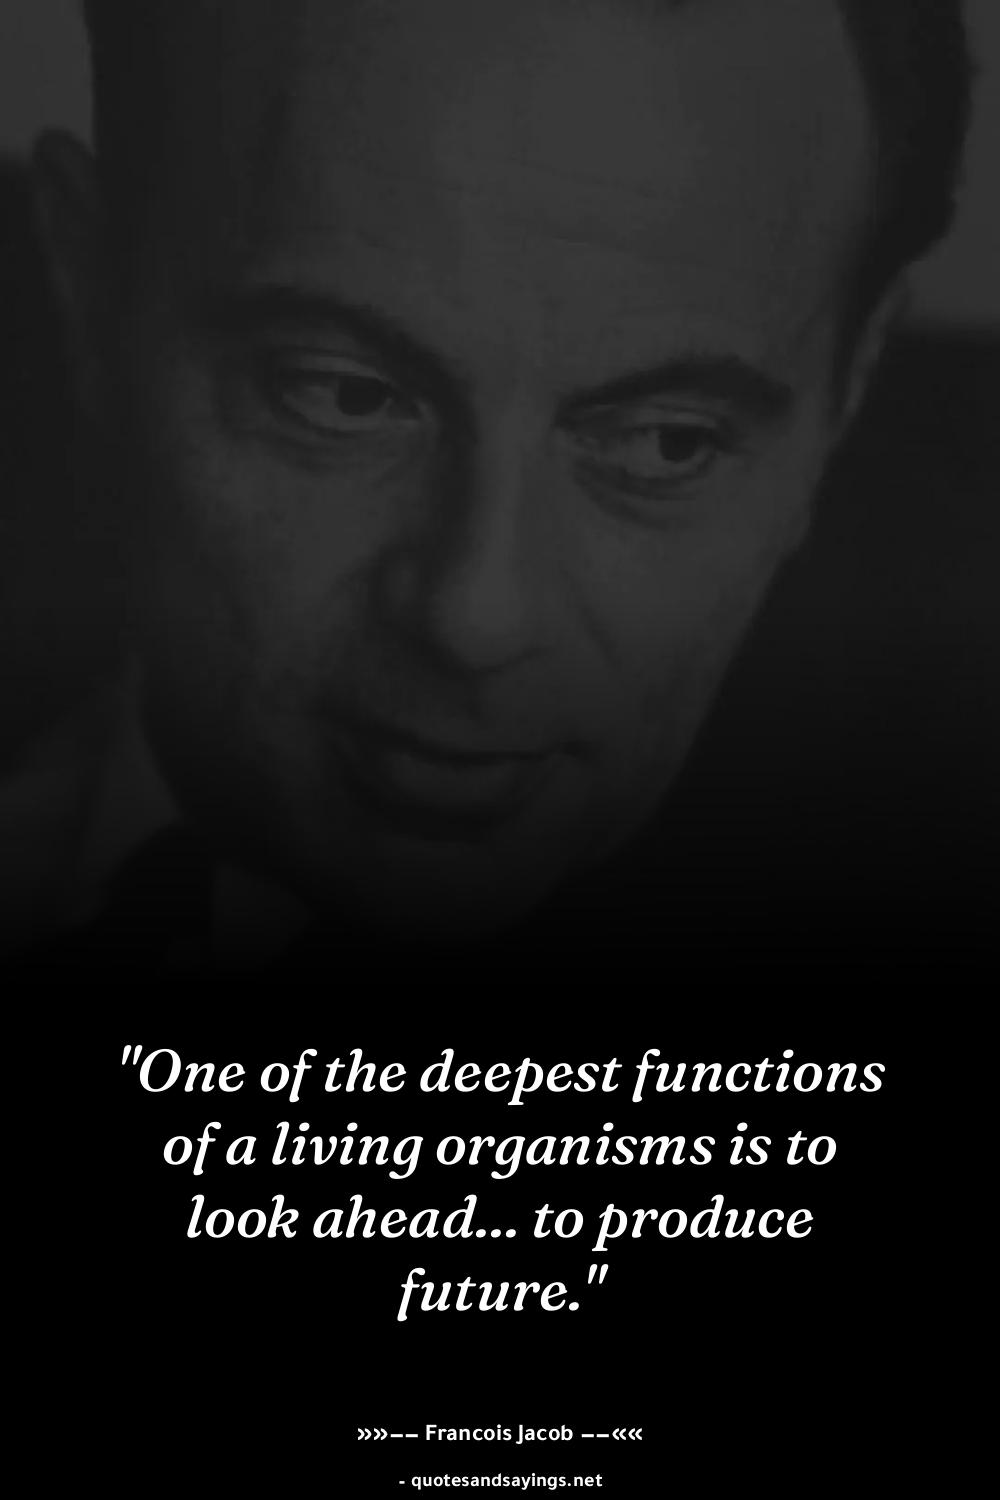 "One of the deepest functions
of a living organisms is to
look ahead... to produce
future."
»»−− Francois Jacob −−««
- quotesandsayings.net